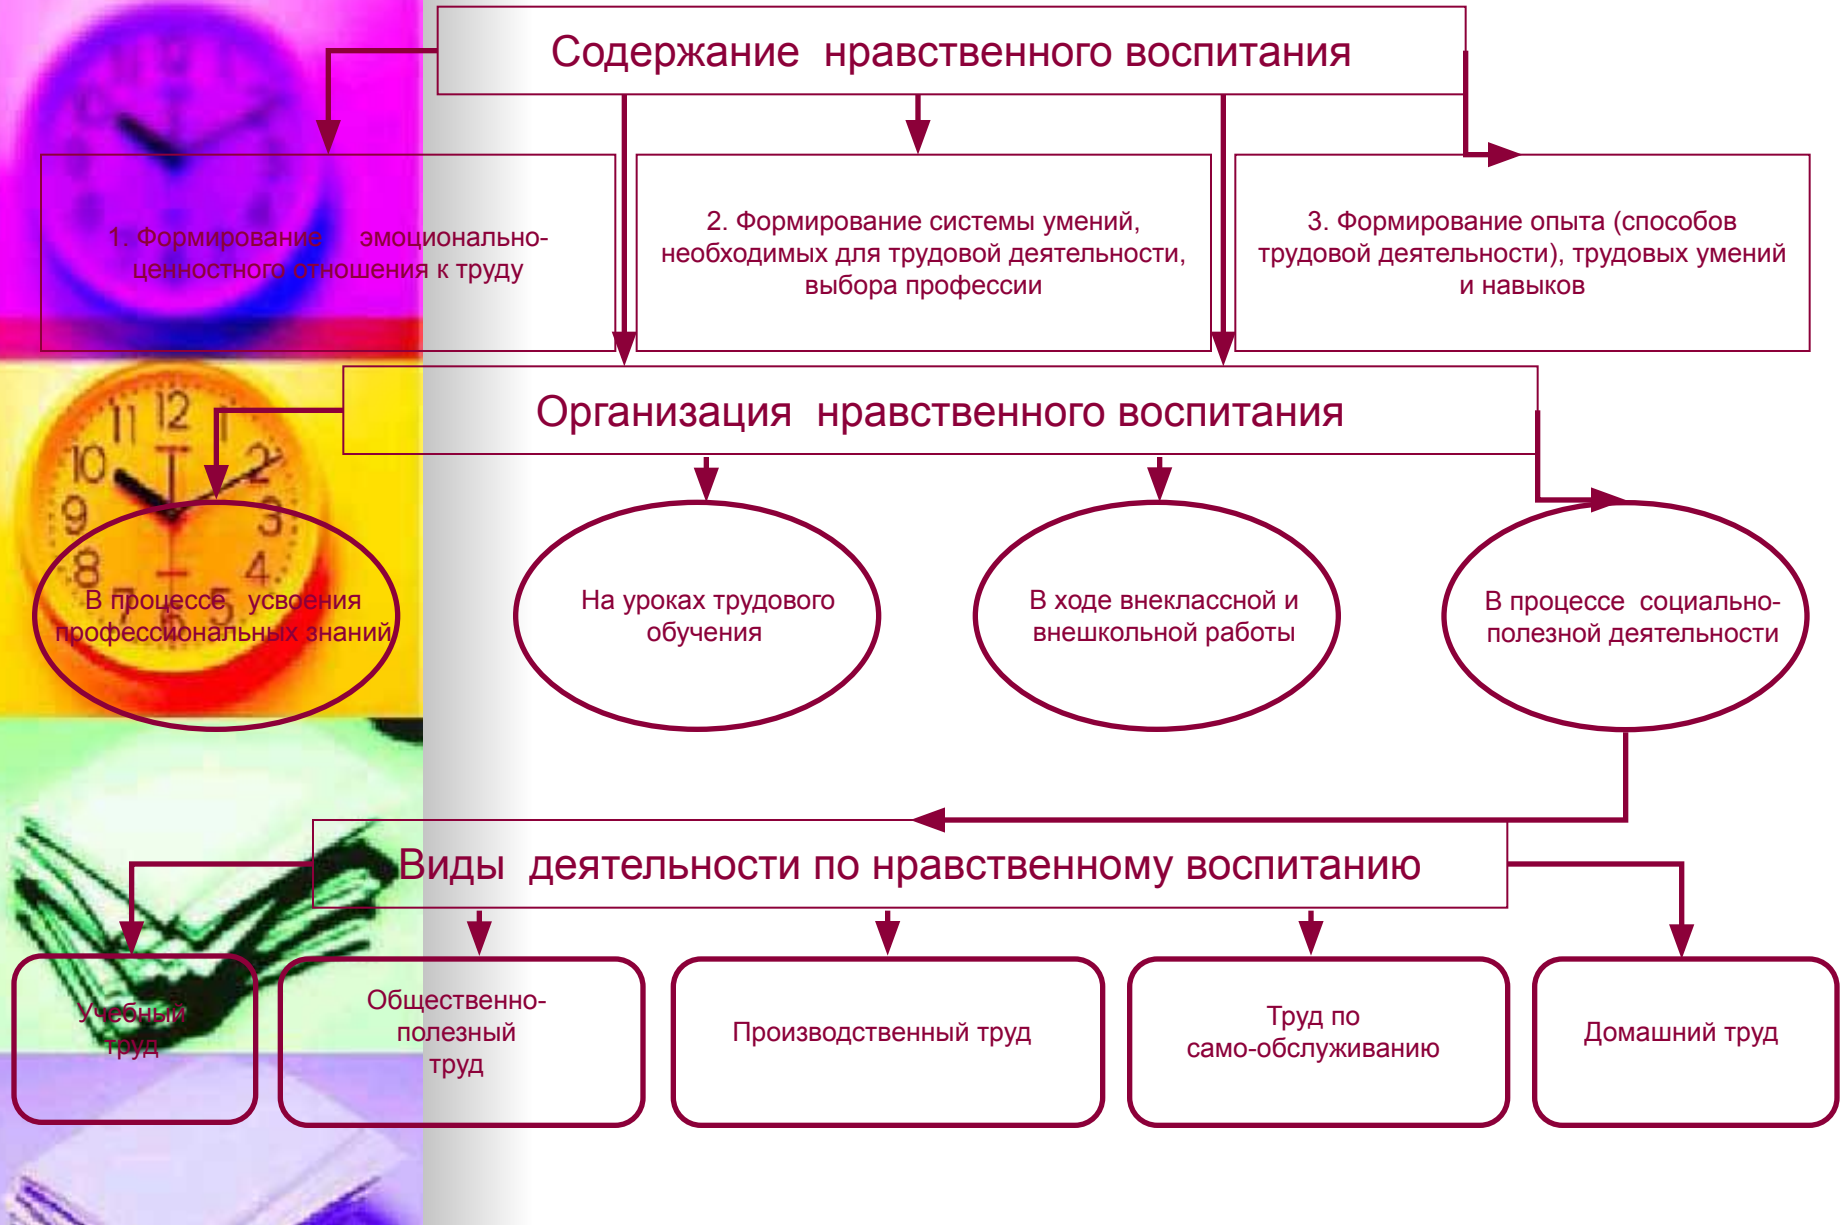 Содержание нравственного воспитания
1. Формирование эмоционально-
ценностного отношения к труду
2. Формирование системы умений,
необходимых для трудовой деятельности,
выбора профессии
3. Формирование опыта (способов
трудовой деятельности), трудовых умений
и навыков
Организация нравственного воспитания
В процессе усвоения
профессиональных знаний
На уроках трудового
обучения
В ходе внеклассной и
внешкольной работы
В процессе социально-
полезной деятельности
Виды деятельности по нравственному воспитанию
Учебный
труд
Общественно-
полезный
труд
Производственный труд
Труд по
само-обслуживанию
Домашний труд